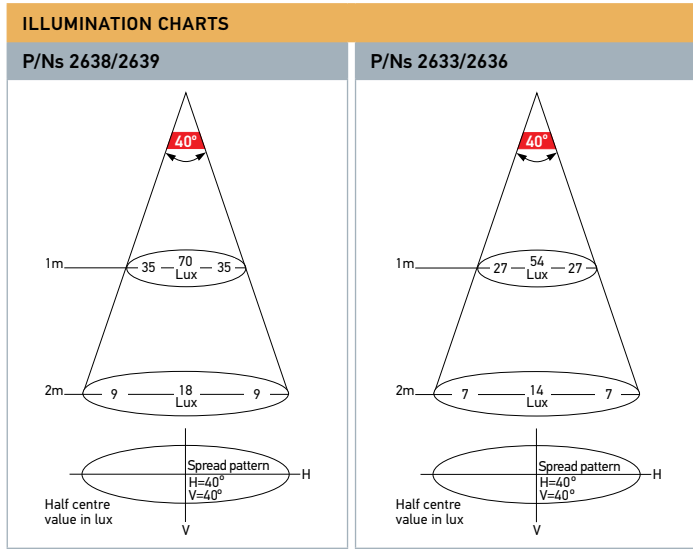 ILLUMINATION CHARTS
P/Ns 2638/2639
40°
1m
35 70 35
Lux
2m
9 18 9
Lux
Spread pattern
H
H=40°
V=40°
Half centre
value in lux
V
P/Ns 2633/2636
40°
1m
27 54 27
Lux
2m
7 14 7
Lux
Spread pattern
H
H=40°
V=40°
Half centre
value in lux
V